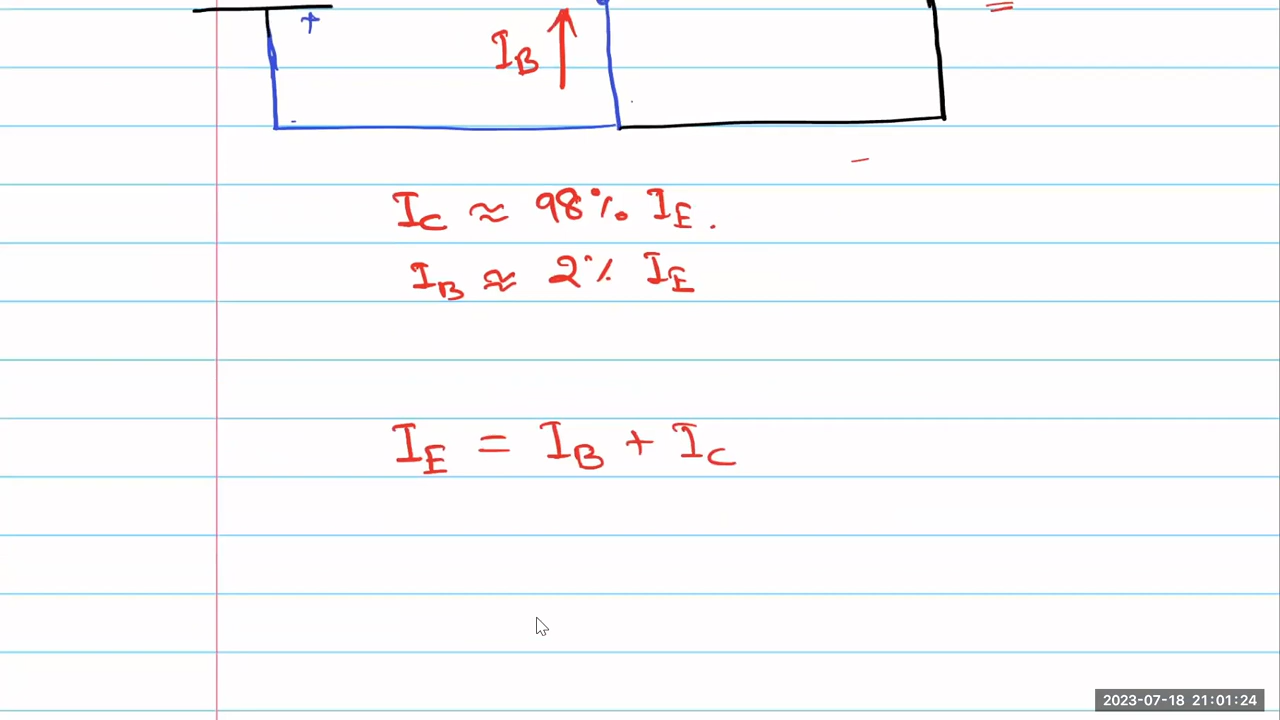 +
I_B
=
-
I_C ≈ 98% I_E.
I_B ≈ 2% I_E
I_E = I_B + I_C
2023-07-18 21:01:24